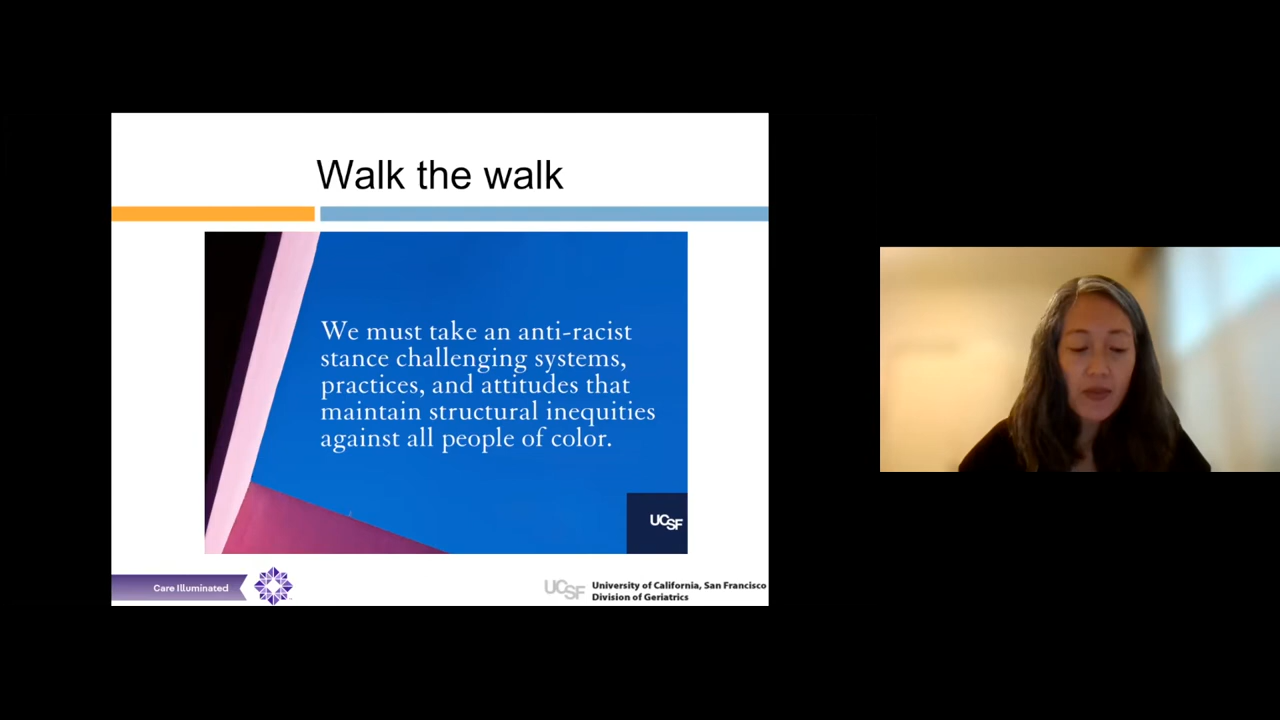 Walk the walk
We must take an anti-racist
stance challenging systems,
practices, and attitudes that
maintain structural inequities
against all people of color.
UCSF
Care Illuminated
UCSF
University of California, San Francisco
Division of Geriatrics